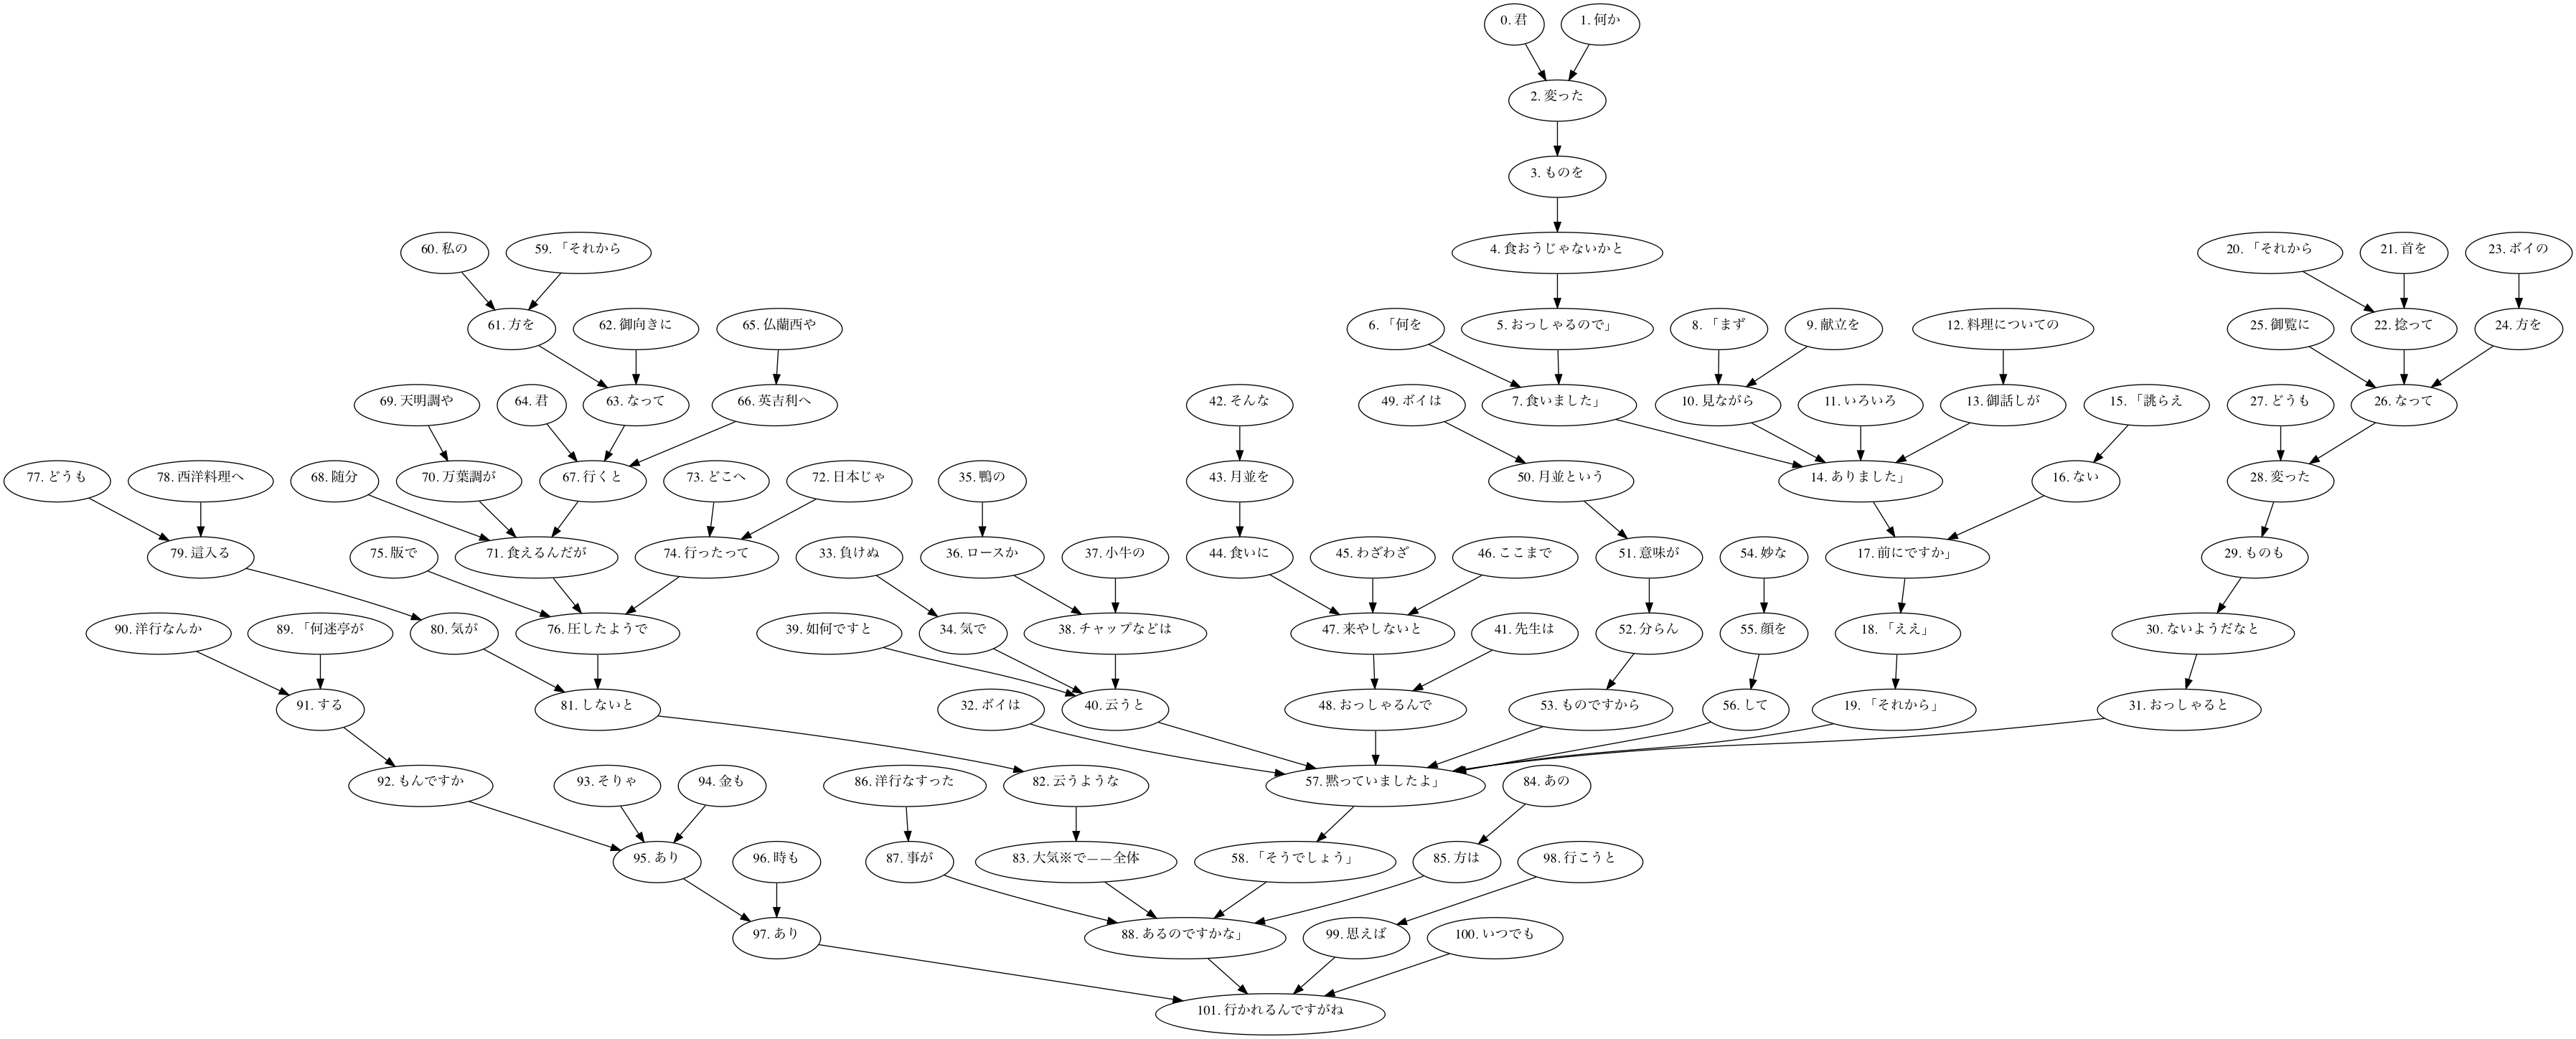 0. 君
1. 何か
2. 変った
3. ものを
4. 食おうじゃないかと
5. おっしゃるので」
6. 「何を
7. 食いました」
8. 「まず
9. 献立を
10. 見ながら
11. いろいろ
12. 料理についての
13. 御話しが
14. ありました」
15. 「誂らえ
16. ない
17. 前にですか」
18. 「ええ」
19. 「それから」
20. 「それから
21. 首を
22. 捻って
23. ボイの
24. 方を
25. 御覧に
26. なって
27. どうも
28. 変った
29. ものも
30. ないようだなと
31. おっしゃると
32. ボイは
33. 負けぬ
34. 気で
35. 鴨の
36. ロースか
37. 小牛の
38. チャップなどは
39. 如何ですと
40. 云うと
41. 先生は
42. そんな
43. 月並を
44. 食いに
45. わざわざ
46. ここまで
47. 来やしないと
48. おっしゃるんで
49. ボイは
50. 月並という
51. 意味が
52. 分らん
53. ものですから
54. 妙な
55. 顔を
56. して
57. 黙っていましたよ」
58. 「そうでしょう」
59. 「それから
60. 私の
61. 方を
62. 御向きに
63. なって
64. 君
65. 仏蘭西や
66. 英吉利へ
67. 行くと
68. 随分
69. 天明調や
70. 万葉調が
71. 食えるんだが
72. 日本じゃ
73. どこへ
74. 行ったって
75. 版で
76. 圧したようで
77. どうも
78. 西洋料理へ
79. 這入る
80. 気が
81. しないと
82. 云うような
83. 大気※で――全体
84. あの
85. 方は
86. 洋行なすった
87. 事が
88. あるのですかな」
89. 「何迷亭が
90. 洋行なんか
91. する
92. もんですか
93. そりゃ
94. 金も
95. あり
96. 時も
97. あり
98. 行こうと
99. 思えば
100. いつでも
101. 行かれるんですがね